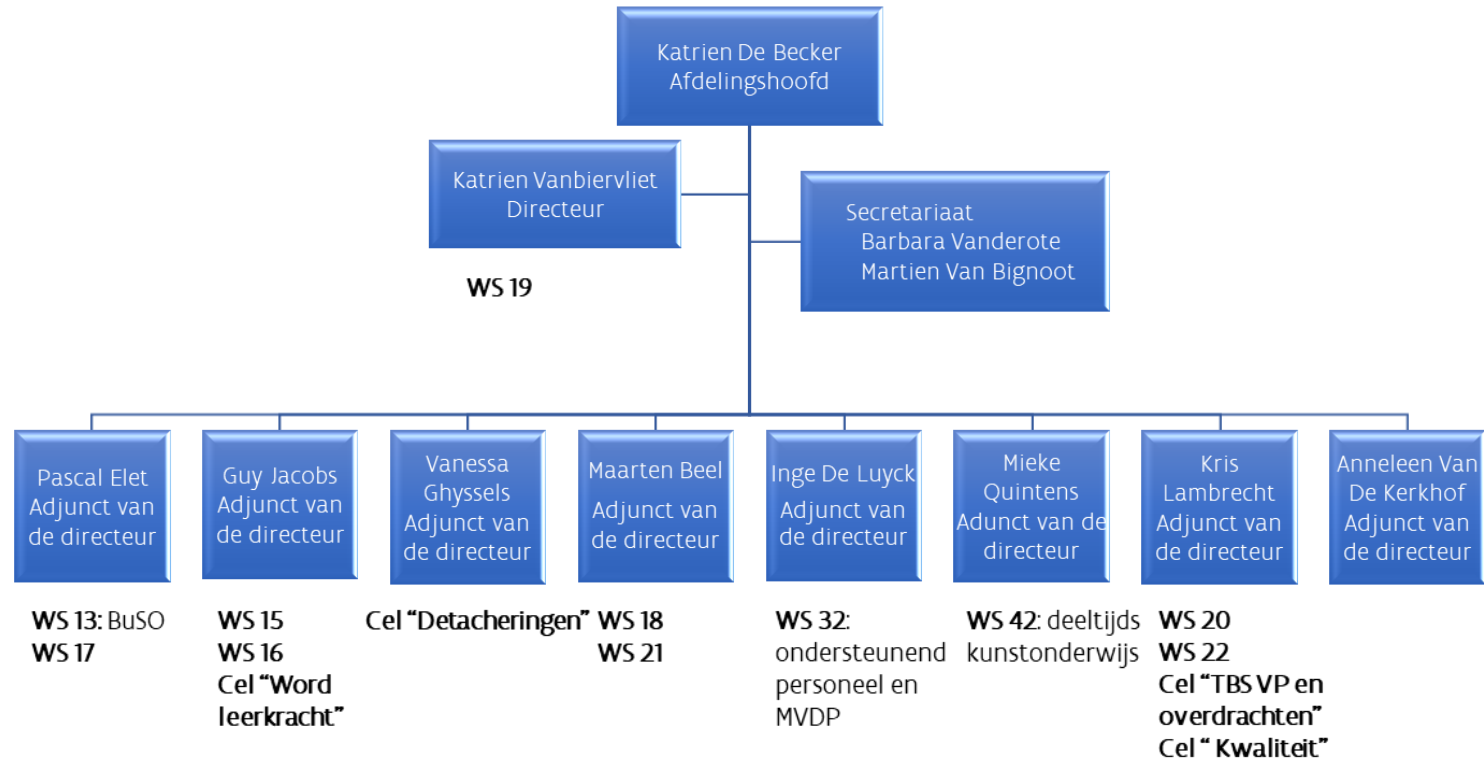 Katrien De Becker
Afdelingshoofd
Katrien Vanbiervliet
Directeur
WS 19
Secretariaat
Barbara Vanderote
Martien Van Bignoot
Pascal Elet
Adjunct van
de directeur
WS 13: BuSO
WS 17
Guy Jacobs
Adjunct van
de directeur
WS 15
WS 16
Cel “Word
leerkracht”
Vanessa
Ghyssels
Adjunct van
de directeur
Cel “Detacheringen”
Maarten Beel
Adjunct van
de directeur
WS 18
WS 21
Inge De Luyck
Adjunct van
de directeur
WS 32:
ondersteunend
personeel en
MVDP
Mieke
Quintens
Adunct van de
directeur
WS 42: deeltijds
kunstonderwijs
Kris
Lambrecht
Adjunct van
de directeur
WS 20
WS 22
Cel “TBS VP en
overdrachten”
Cel “ Kwaliteit”
Anneleen Van
De Kerkhof
Adjunct van
de directeur